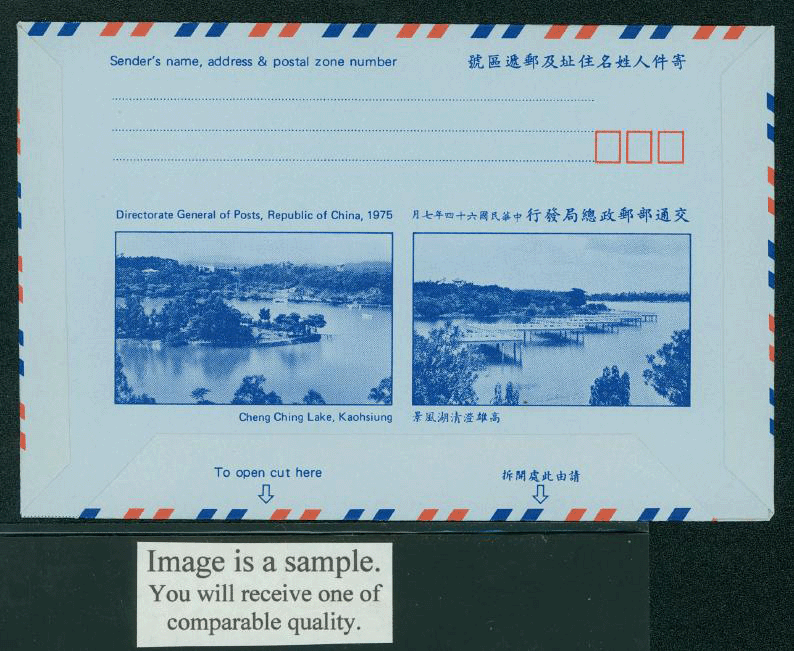 Sender's name, address & postal zone number
寄件人姓名住址及郵遞區號
Directorate General of Posts, Republic of China, 1975
交通部郵政總局發行 中華民國六十四年七月
Cheng Ching Lake, Kaohsiung
高雄澄清湖風景
To open cut here
請由此處開拆
Image is a sample.
You will receive one of
comparable quality.